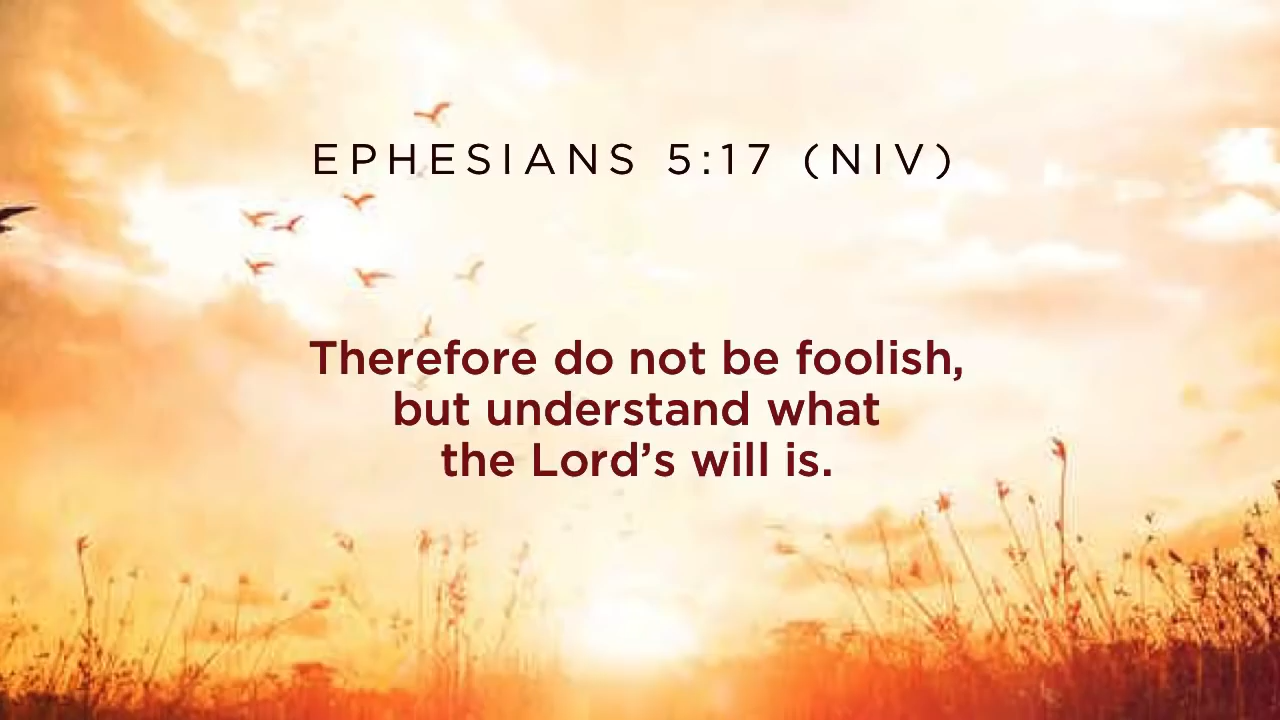 EPHESIANS 5:17 (NIV)
Therefore do not be foolish,
but understand what
the Lord’s will is.